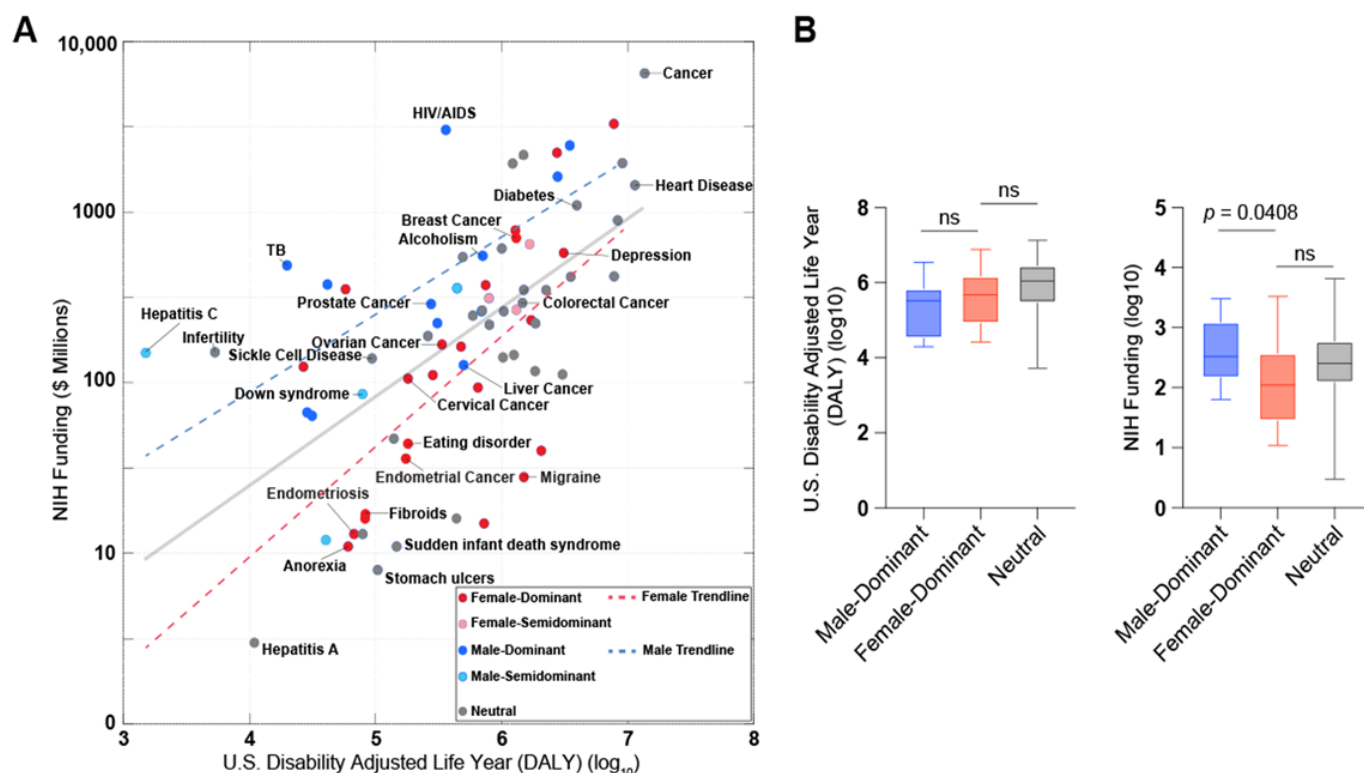 A
10,000
1000
100
10
0
NIH Funding ($ Millions)
3
4
5
6
7
8
U.S. Disability Adjusted Life Year (DALY) (log10)
Cancer
HIV/AIDS
Heart Disease
Diabetes
Breast Cancer
Alcoholism
Depression
TB
Prostate Cancer
Colorectal Cancer
Hepatitis C
Infertility
Ovarian Cancer
Sickle Cell Disease
Liver Cancer
Down syndrome
Cervical Cancer
Eating disorder
Endometrial Cancer
Migraine
Endometriosis
Fibroids
Sudden infant death syndrome
Anorexia
Stomach ulcers
Hepatitis A
Female-Dominant
Female Trendline
Female-Semidominant
Male-Dominant
Male Trendline
Male-Semidominant
Neutral
B
U.S. Disability Adjusted Life Year
(DALY) (log10)
8
6
4
2
0
ns
ns
Male-Dominant
Female-Dominant
Neutral
NIH Funding (log10)
5
4
3
2
1
0
p = 0.0408
ns
Male-Dominant
Female-Dominant
Neutral